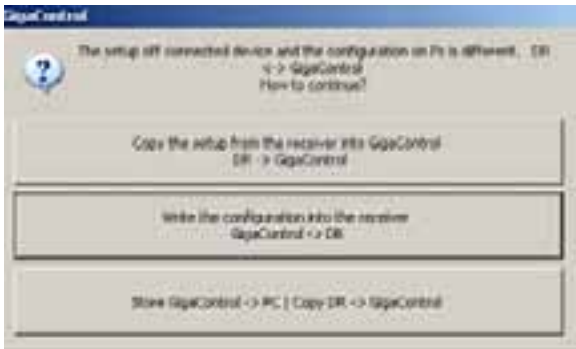 GigaControl
The setup off connected device and the configuration on Pc is different. DR
<-> GigaControl
How to continue?
Copy the setup from the receiver into GigaControl
DR -> GigaControl
Write the configuration into the receiver
GigaControl <-> DR
Store GigaControl -> PC | Copy DR <-> GigaControl